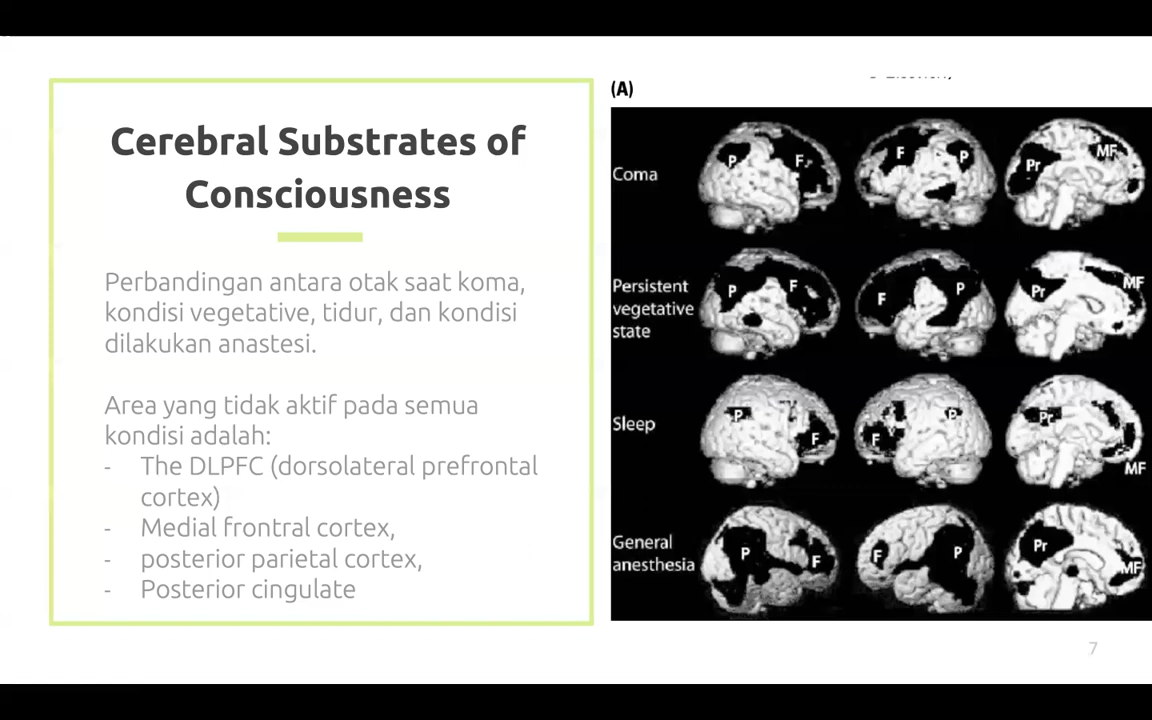 Cerebral Substrates of
Consciousness
Perbandingan antara otak saat koma,
kondisi vegetative, tidur, dan kondisi
dilakukan anastesi.
Area yang tidak aktif pada semua
kondisi adalah:
- The DLPFC (dorsolateral prefrontal
cortex)
- Medial frontral cortex,
- posterior parietal cortex,
- Posterior cingulate
(A)
Coma
P F F P Pr MF
Persistent
vegetative
state
P F F P Pr MF
Sleep
P F F P Pr MF
General
anesthesia
P F F P Pr MF
7